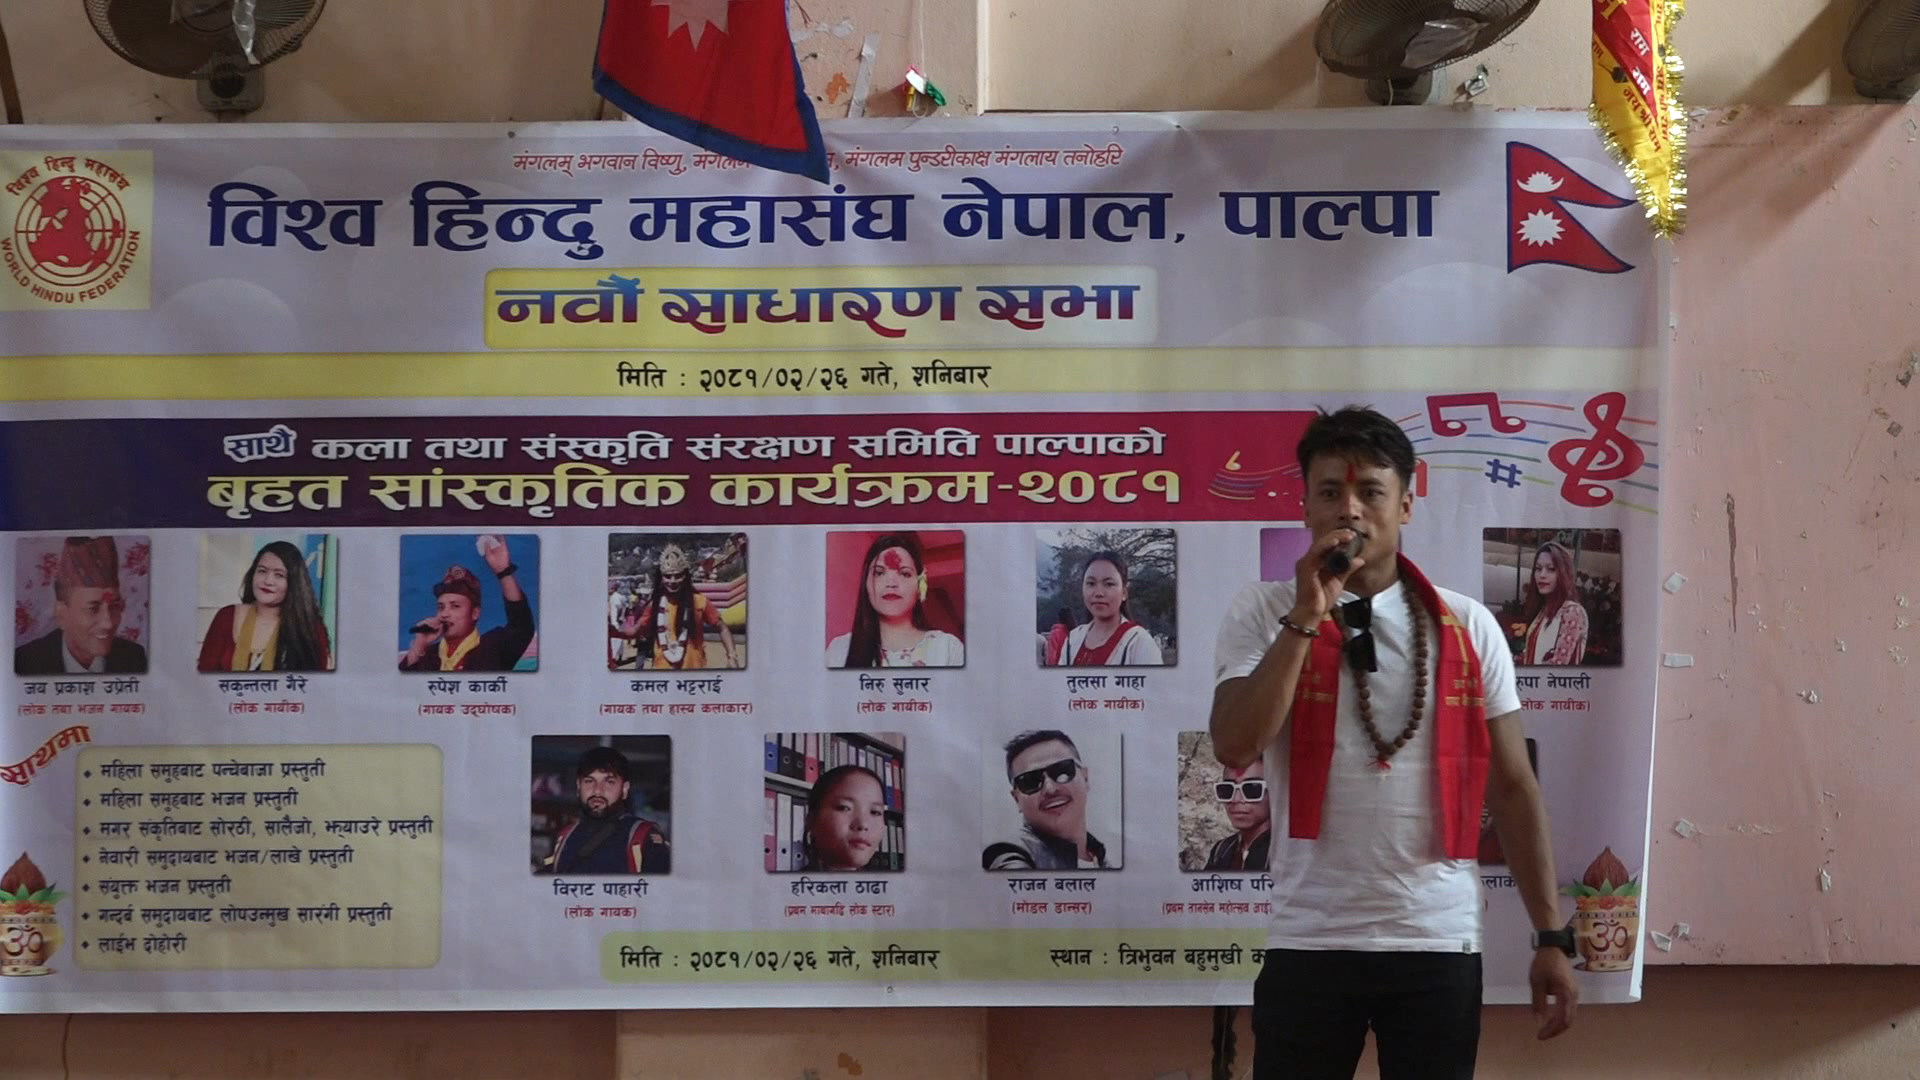 मंगलम् भगवान विष्णु, मंगलम पुन्डरीकाक्ष मंगलाय तनोहरि
विश्व हिन्दु महासंघ
WORLD HINDU FEDERATION
विश्व हिन्दु महासंघ नेपाल, पाल्पा
नवौं साधारण सभा
मिति : २०८१/०२/२६ गते, शनिबार
साथै कला तथा संस्कृति संरक्षण समिति पाल्पाको
बृहत सांस्कृतिक कार्यक्रम-२०८१
जय प्रकाश उप्रेती
(लोक तथा भजन गायक)
सकुन्तला गैरे
(लोक गायीक)
रुपेश कार्की
(गायक उद्घोषक)
कमल भट्टराई
(गायक तथा हास्य कलाकार)
निरु सुनार
(लोक गायीक)
तुलसा गाहा
(लोक गायीक)
रुपा नेपाली
लोक गायीक)
साथमा
महिला समुहबाट पन्चेबाजा प्रस्तुती
महिला समुहबाट भजन प्रस्तुती
मगर संकृतिबाट सोरठी, सालैजो, झ्याउरे प्रस्तुती
नेवारी समुदायबाट भजन/लाखे प्रस्तुती
संयुक्त भजन प्रस्तुती
गन्दर्व समुदायबाट लोपउन्मुख सारंगी प्रस्तुती
लाईभ दोहोरी
विराट पाहारी
(लोक गायक)
हरिकला ठाढा
राजन बलाल
(मोडल डान्सर)
आशिष
मिति : २०८१/०२/२६ गते, शनिबार
स्थान : त्रिभुवन बहुमुखी
ॐ
ॐ
राम
राम